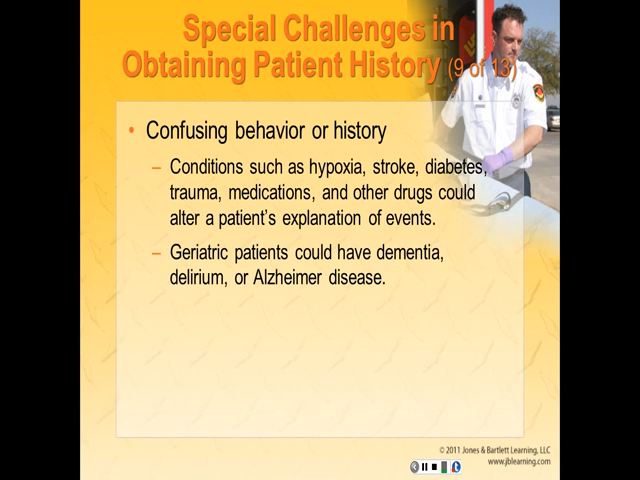 Special Challenges in
Obtaining Patient History (9 of 13)
• Confusing behavior or history
– Conditions such as hypoxia, stroke, diabetes,
trauma, medications, and other drugs could
alter a patient's explanation of events.
– Geriatric patients could have dementia,
delirium, or Alzheimer disease.
© 2011 Jones & Bartlett Learning, LLC
www.jblearning.com